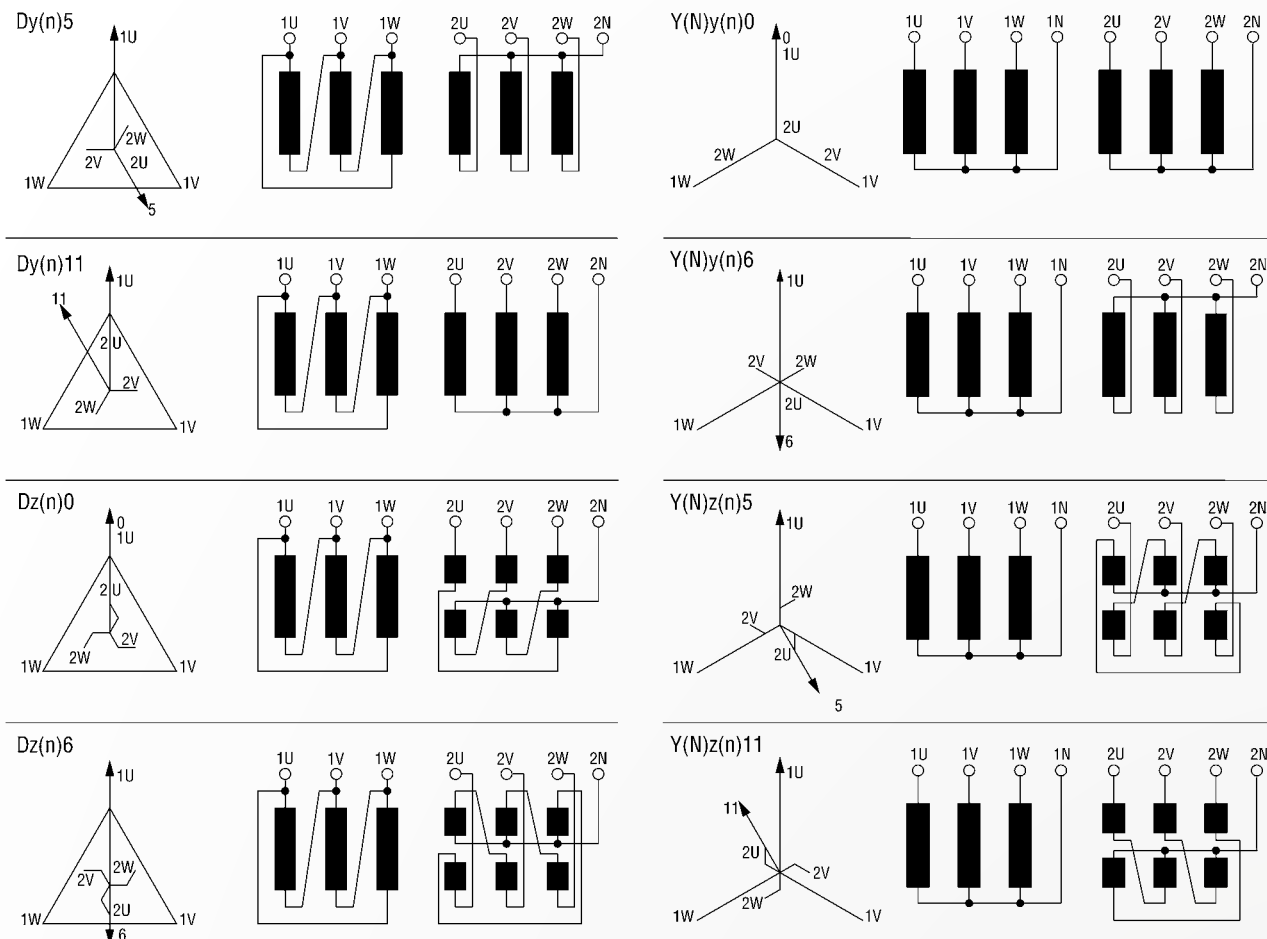 Dy(n)5
1U
2W
2V 2U
1W 1V
5
1U 1V 1W 2U 2V 2W 2N
Y(N)y(n)0
0
1U
2U
2W 2V
1W 1V
1U 1V 1W 1N 2U 2V 2W 2N
Dy(n)11
1U
11
2U
2V
2W
1W 1V
1U 1V 1W 2U 2V 2W 2N
Y(N)y(n)6
1U
2V 2W
2U
1W 1V
6
1U 1V 1W 1N 2U 2V 2W 2N
Dz(n)0
0
1U
2U
2V
2W
1W 1V
1U 1V 1W 2U 2V 2W 2N
Y(N)z(n)5
1U
2W
2V
2U
1W 1V
5
1U 1V 1W 1N 2U 2V 2W 2N
Dz(n)6
1U
2V 2W
2U
1W 1V
6
1U 1V 1W 2U 2V 2W 2N
Y(N)z(n)11
1U
11
2U
2V
2W
1W 1V
1U 1V 1W 1N 2U 2V 2W 2N